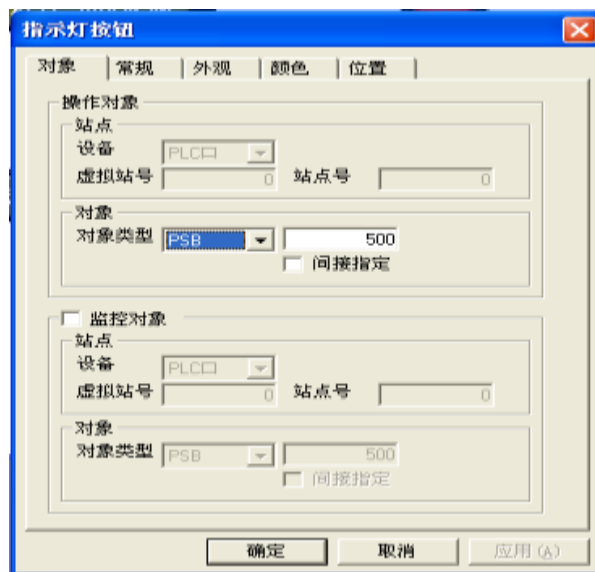 指示灯按钮
对象 常规 外观 颜色 位置
操作对象
站点
设备 PLC口
虚拟站号 0 站点号 0
对象
对象类型 PSB 500
间接指定
监控对象
站点
设备 PLC口
虚拟站号 0 站点号 0
对象
对象类型 PSB 500
间接指定
确定 取消 应用(A)